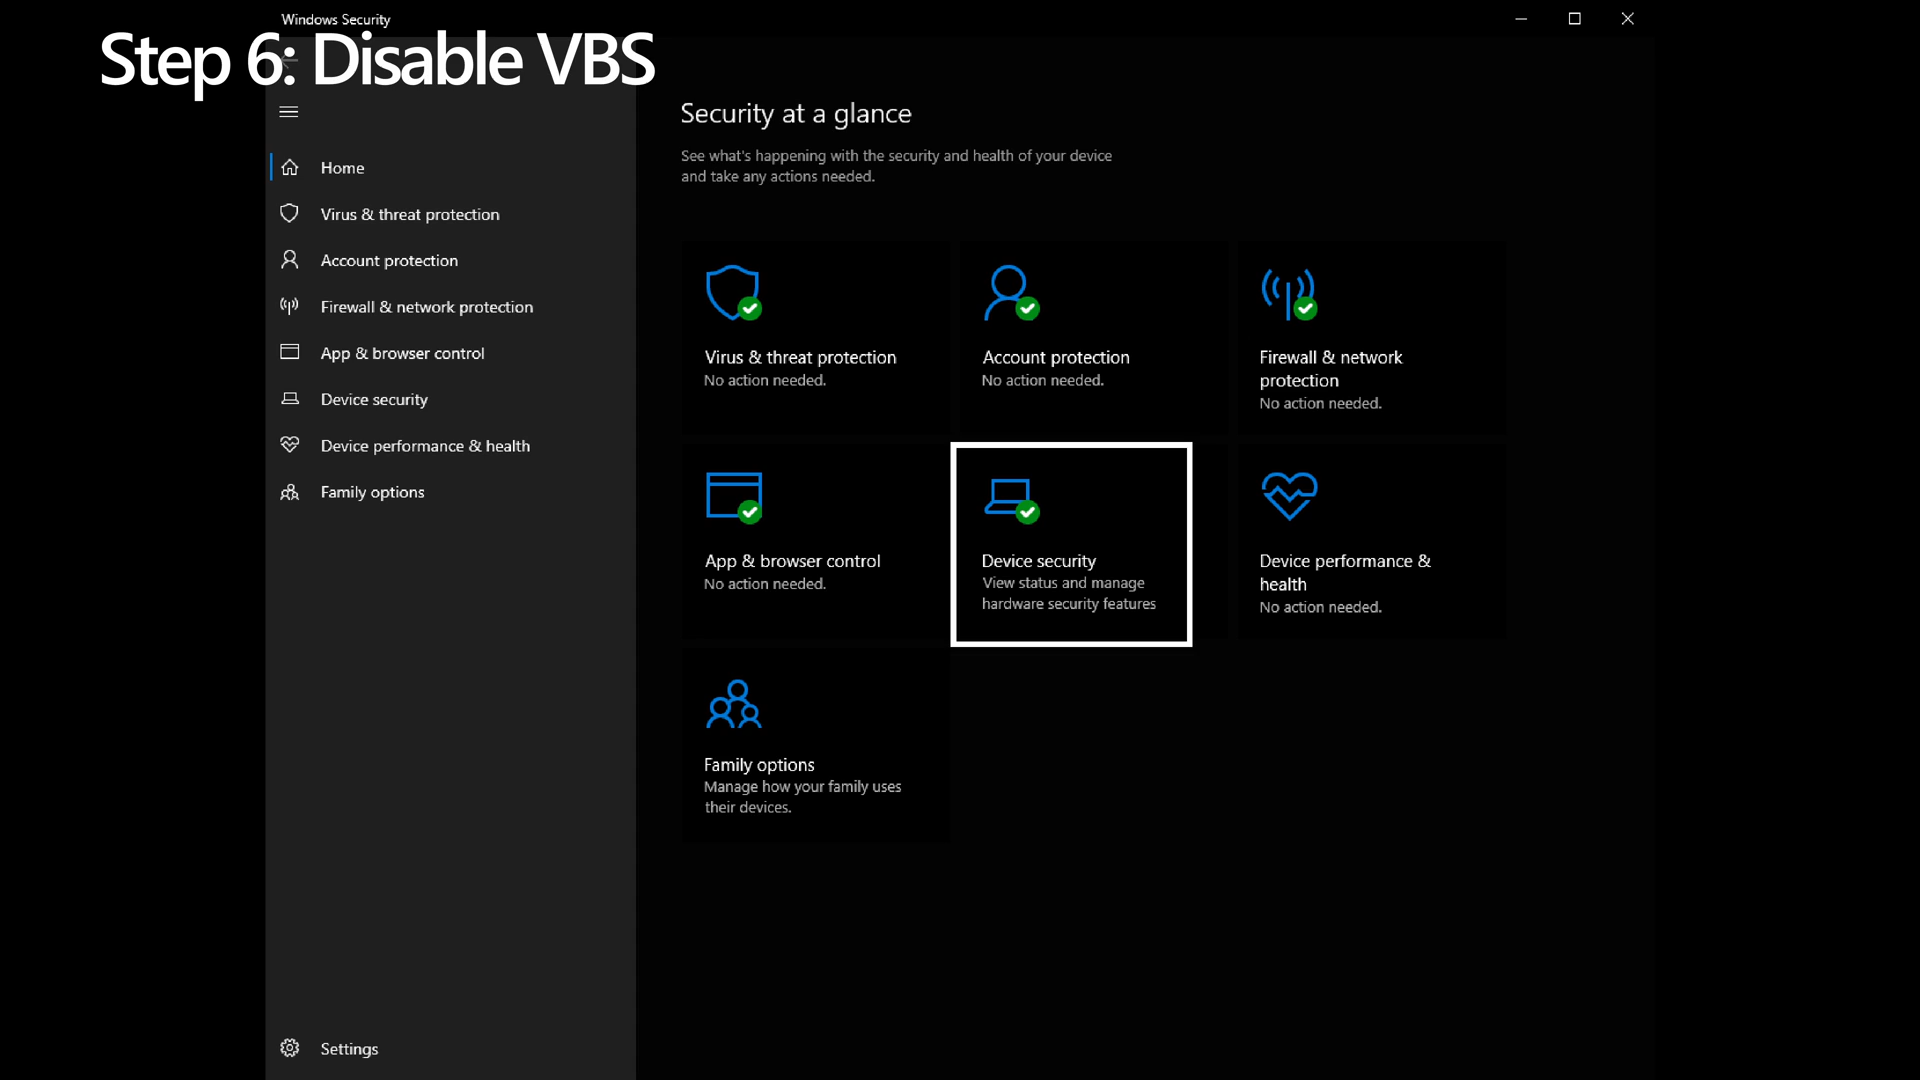 Windows Security
Step 6: Disable VBS
Home
Virus & threat protection
Account protection
Firewall & network protection
App & browser control
Device security
Device performance & health
Family options
Settings
Security at a glance
See what's happening with the security and health of your device
and take any actions needed.
Virus & threat protection
No action needed.
Account protection
No action needed.
Firewall & network
protection
No action needed.
App & browser control
No action needed.
Device security
View status and manage
hardware security features
Device performance &
health
No action needed.
Family options
Manage how your family uses
their devices.